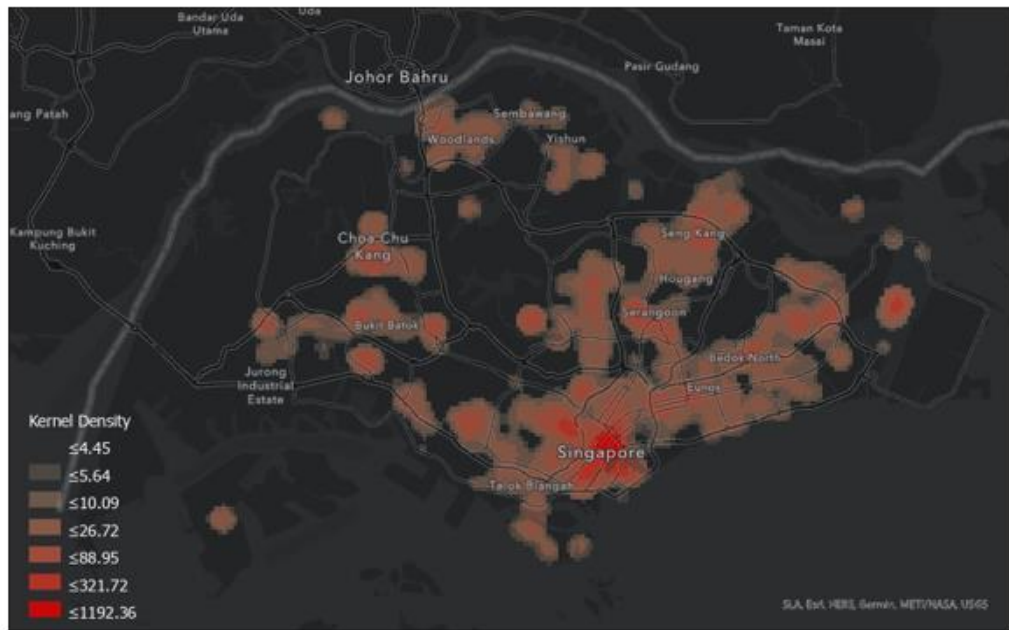 Uda
Bandar Uda
Utama
Taman Kote
Masai
Johor Bahru
Pasir Gudang
ang Patah
Sembawang
Woodlands
Yishun
Kampung Bukit
Kuching
Choa Chu
Kang
Seng Kang
Hougang
Serangoon
Bukit Batok
Bedok North
Jurong
Industrial
Estate
Eunos
Singapore
Talok Blangah
Kernel Density
≤4.45
≤5.64
≤10.09
≤26.72
≤88.95
≤321.72
≤1192.36
SLA, Esri, HERE, Garmin, METI/NASA, USGS